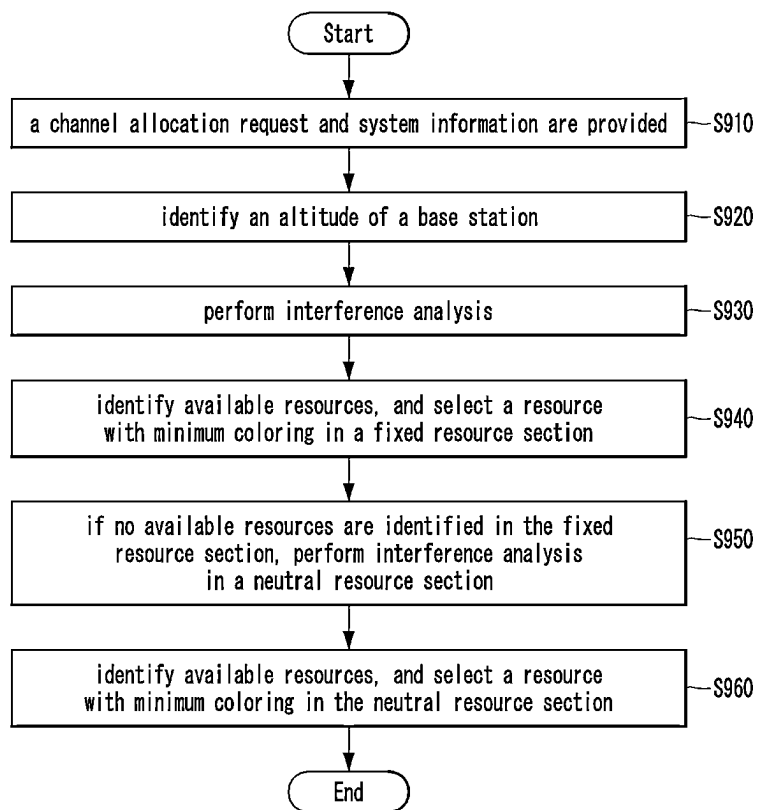 Start
a channel allocation request and system information are provided
S910
identify an altitude of a base station
S920
perform interference analysis
S930
identify available resources, and select a resource
with minimum coloring in a fixed resource section
S940
if no available resources are identified in the fixed
resource section, perform interference analysis
in a neutral resource section
S950
identify available resources, and select a resource
with minimum coloring in the neutral resource section
S960
End